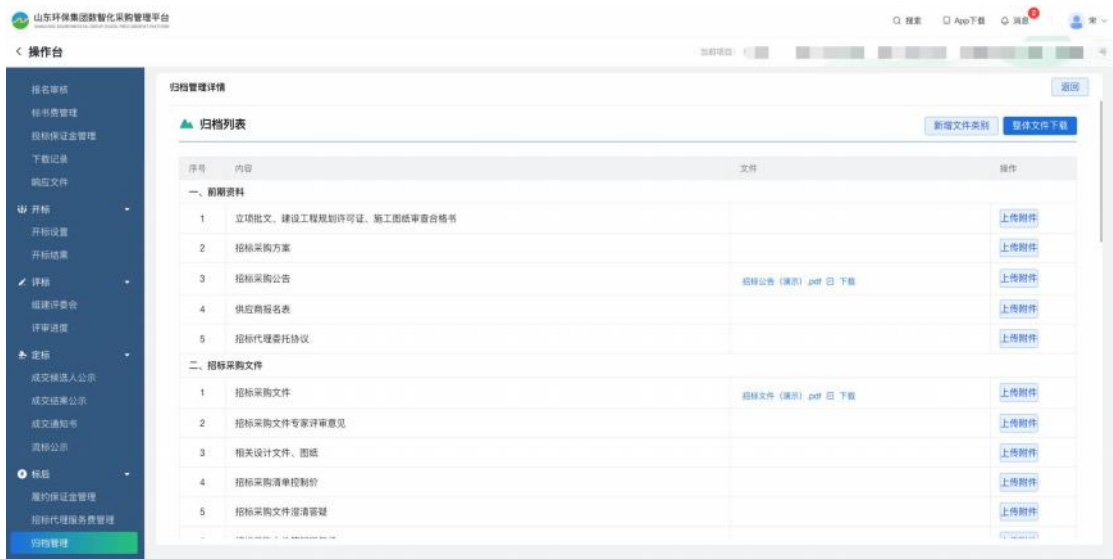 山东环保集团数智化采购管理平台
搜索 App下载 消息 2 宋
操作台
当前项目：
报名审核
标书费管理
投标保证金管理
下载记录
响应文件
开标
开标设置
开标结果
评标
组建评委会
评审进度
定标
成交候选人公示
成交结果公示
成交通知书
流标公示
标后
履约保证金管理
招标代理服务费管理
归档管理
归档管理详情 返回
归档列表 新增文件类别 整体文件下载
序号 内容 文件 操作
一、前期资料
1 立项批文、建设工程规划许可证、施工图纸审查合格书 上传附件
2 招标采购方案 上传附件
3 招标采购公告 招标公告（演示）.pdf 下载 上传附件
4 供应商报名表 上传附件
5 招标代理委托协议 上传附件
二、招标采购文件
1 招标采购文件 招标文件（演示）.pdf 下载 上传附件
2 招标采购文件专家评审意见 上传附件
3 相关设计文件、图纸 上传附件
4 招标采购清单控制价 上传附件
5 招标采购文件澄清答疑 上传附件